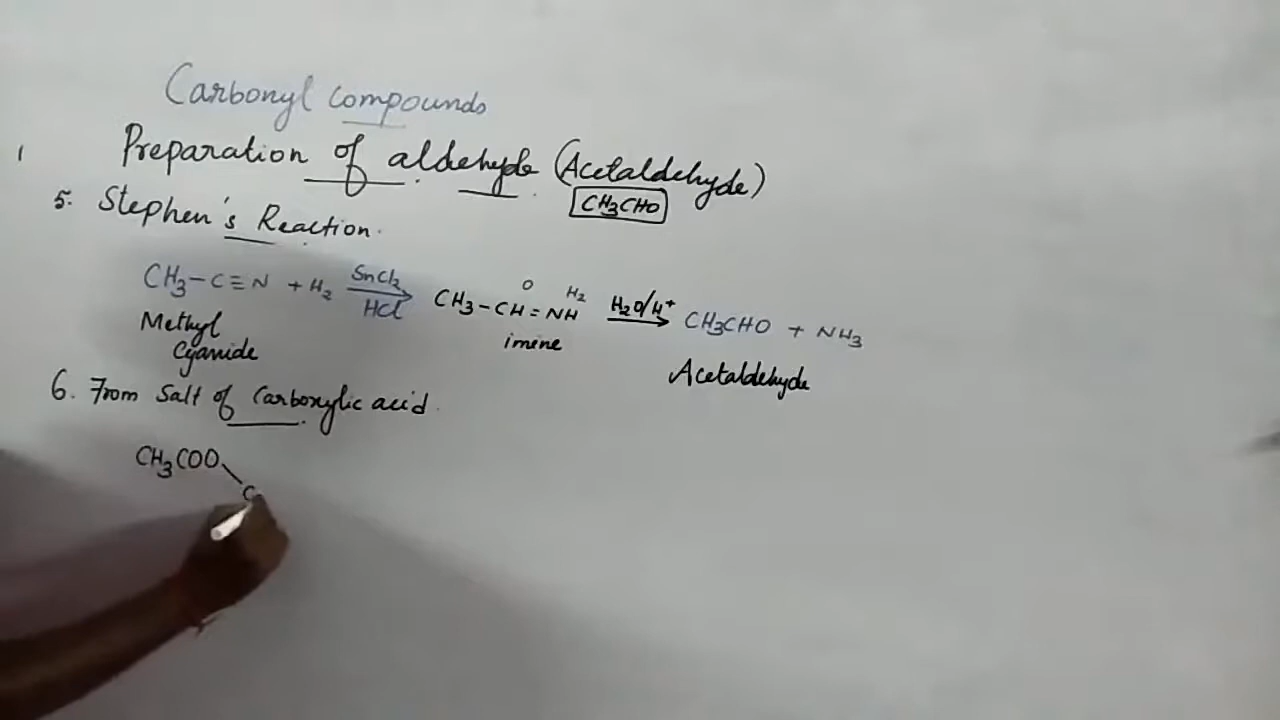 Carbonyl compounds
1 Preparation of aldehyde (Acetaldehyde)
CH3CHO
5. Stephen's Reaction.
CH3-C≡N + H2 SnCl2 HCl CH3-CH=NH O H2 H2O/H+ CH3CHO + NH3
Methyl Cyanide imine Acetaldehyde
6. From Salt of Carboxylic acid.
CH3COO
C